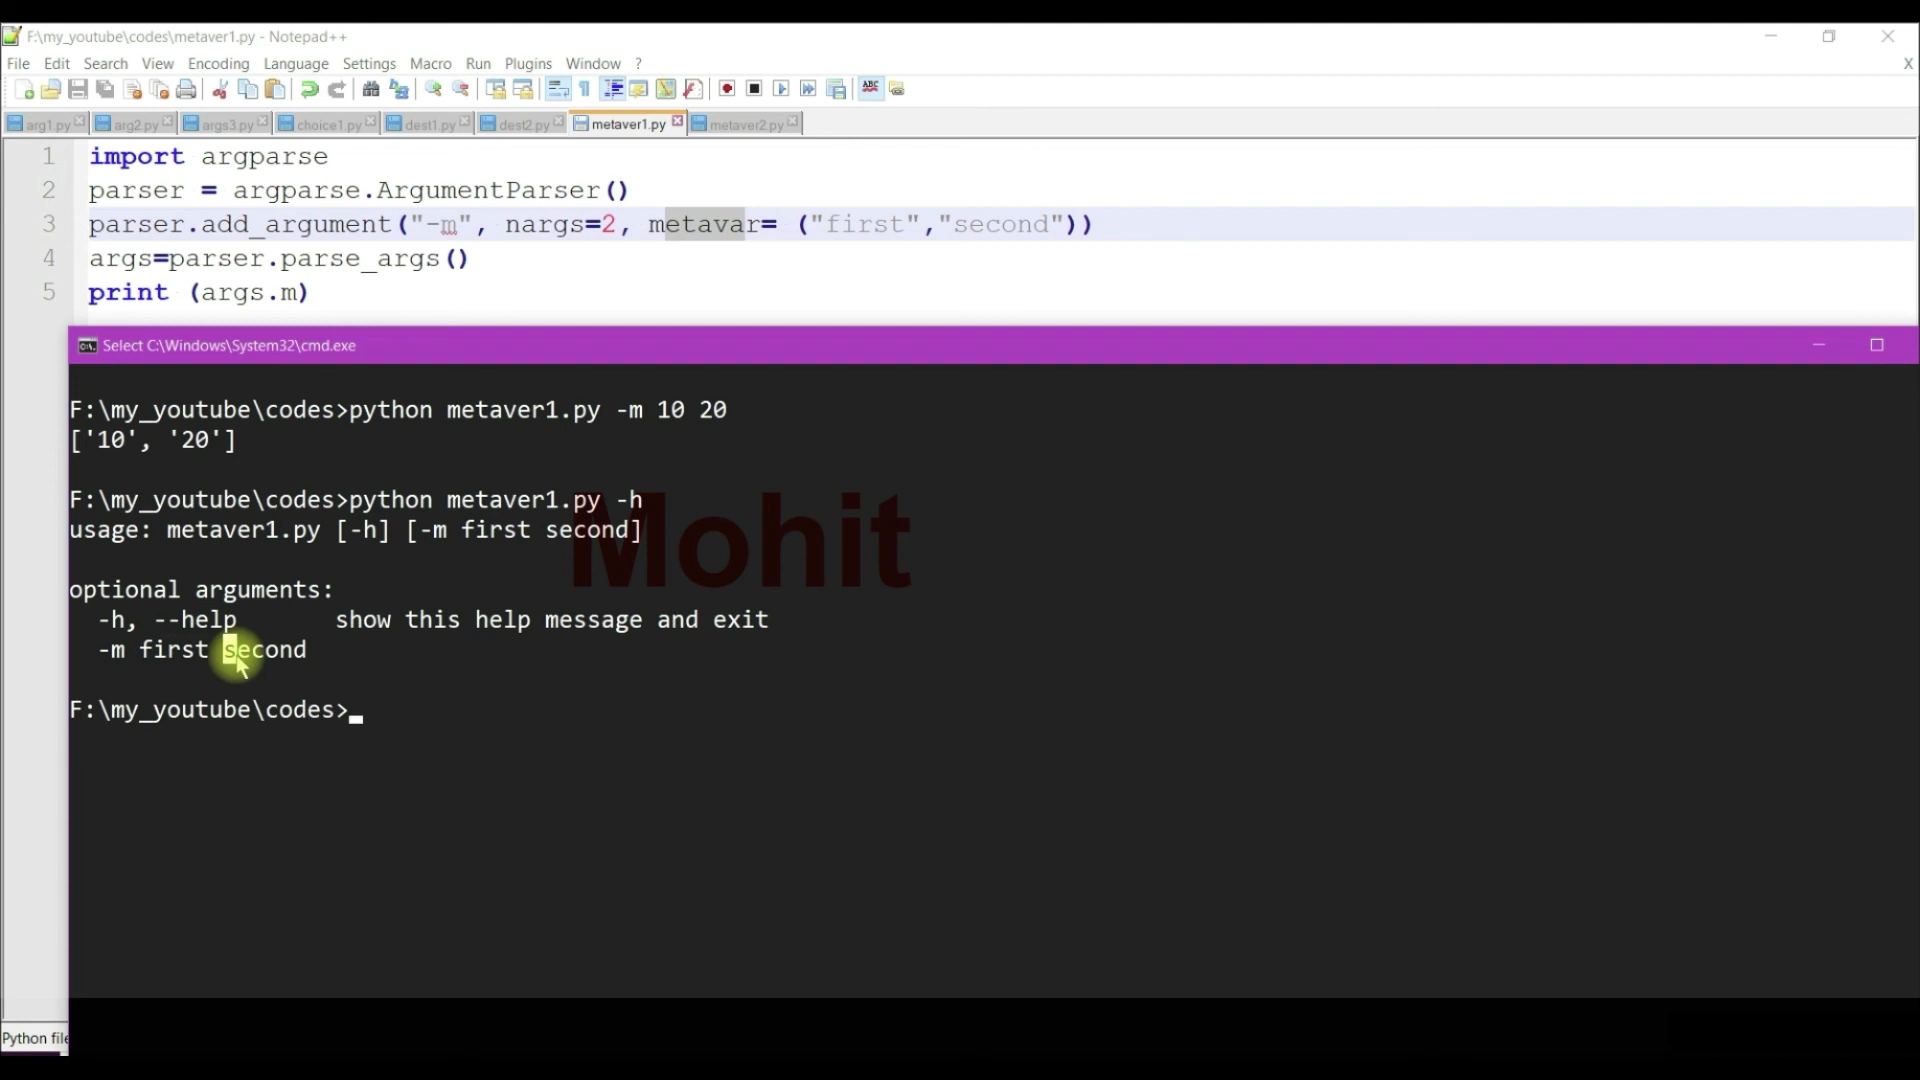 F:\my_youtube\codes\metaver1.py - Notepad++
File Edit Search View Encoding Language Settings Macro Run Plugins Window ? X
arg1.py arg2.py args3.py choice1.py dest1.py dest2.py metaver1.py metaver2.py
1 import argparse
2 parser = argparse.ArgumentParser()
3 parser.add_argument("-m", nargs=2, metavar= ("first","second"))
4 args=parser.parse_args()
5 print (args.m)
Select C:\Windows\System32\cmd.exe
F:\my_youtube\codes>python metaver1.py -m 10 20
['10', '20']
F:\my_youtube\codes>python metaver1.py -h
usage: metaver1.py [-h] [-m first second]
Mohit
optional arguments:
-h, --help show this help message and exit
-m first second
F:\my_youtube\codes>
Python file